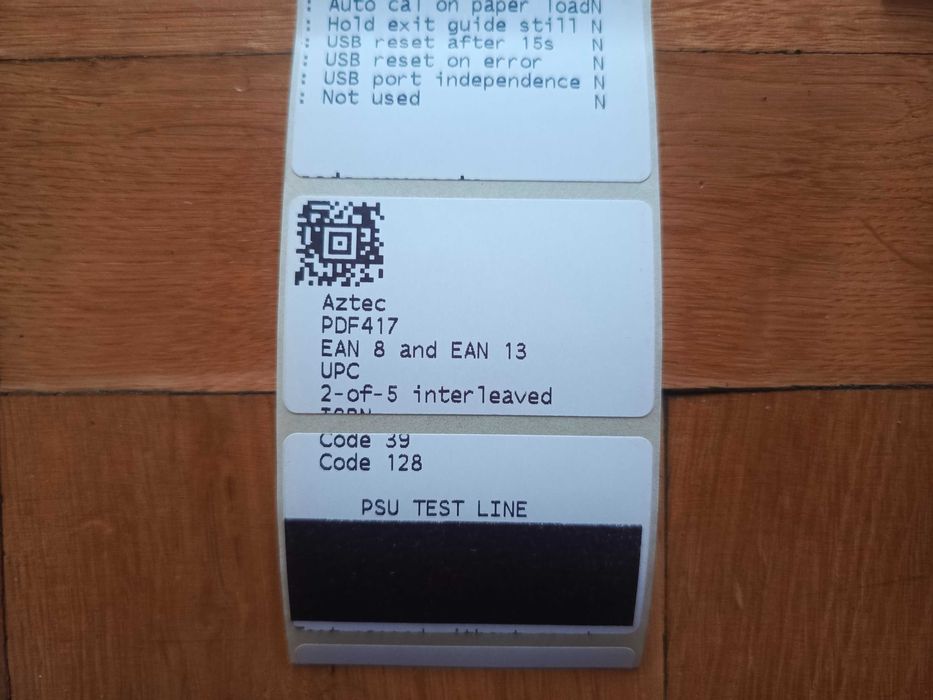 : Auto cal on paper loadN
: Hold exit guide still N
: USB reset after 15s N
: USB reset on error N
: USB port independence N
: Not used N
Aztec
PDF417
EAN 8 and EAN 13
UPC
2-of-5 interleaved
Code 39
Code 128
PSU TEST LINE